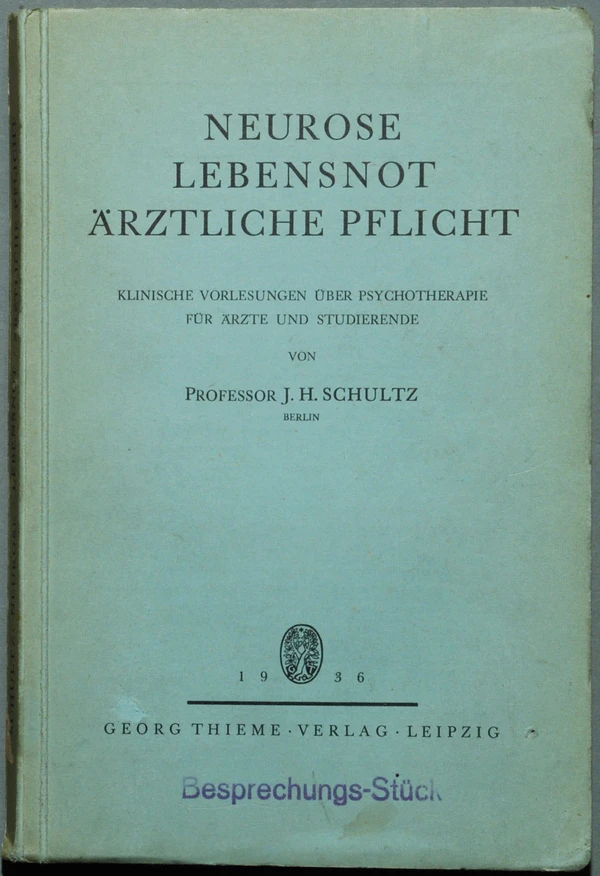 NEUROSE
LEBENSNOT
ÄRZTLICHE PFLICHT
KLINISCHE VORLESUNGEN ÜBER PSYCHOTHERAPIE
FÜR ÄRZTE UND STUDIERENDE
VON
PROFESSOR J. H. SCHULTZ
BERLIN
1936
GEORG THIEME · VERLAG · LEIPZIG
Besprechungs-Stück